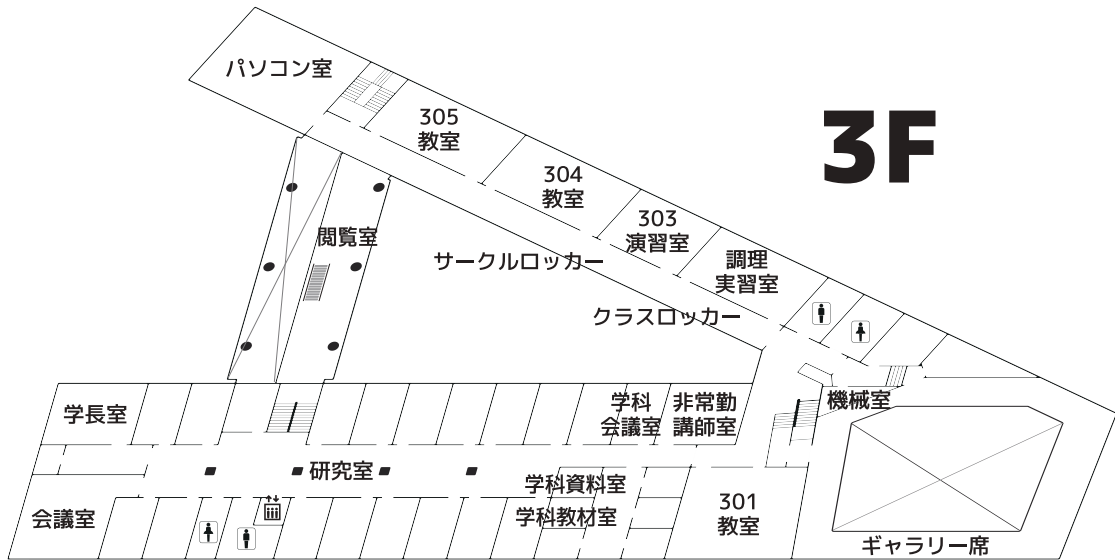 3F
パソコン室
305
教室
304
教室
303
演習室
調理
実習室
閲覧室
サークルロッカー
クラスロッカー
機械室
学長室
学科
会議室
非常勤
講師室
研究室
学科資料室
学科教材室
会議室
301
教室
ギャラリー席